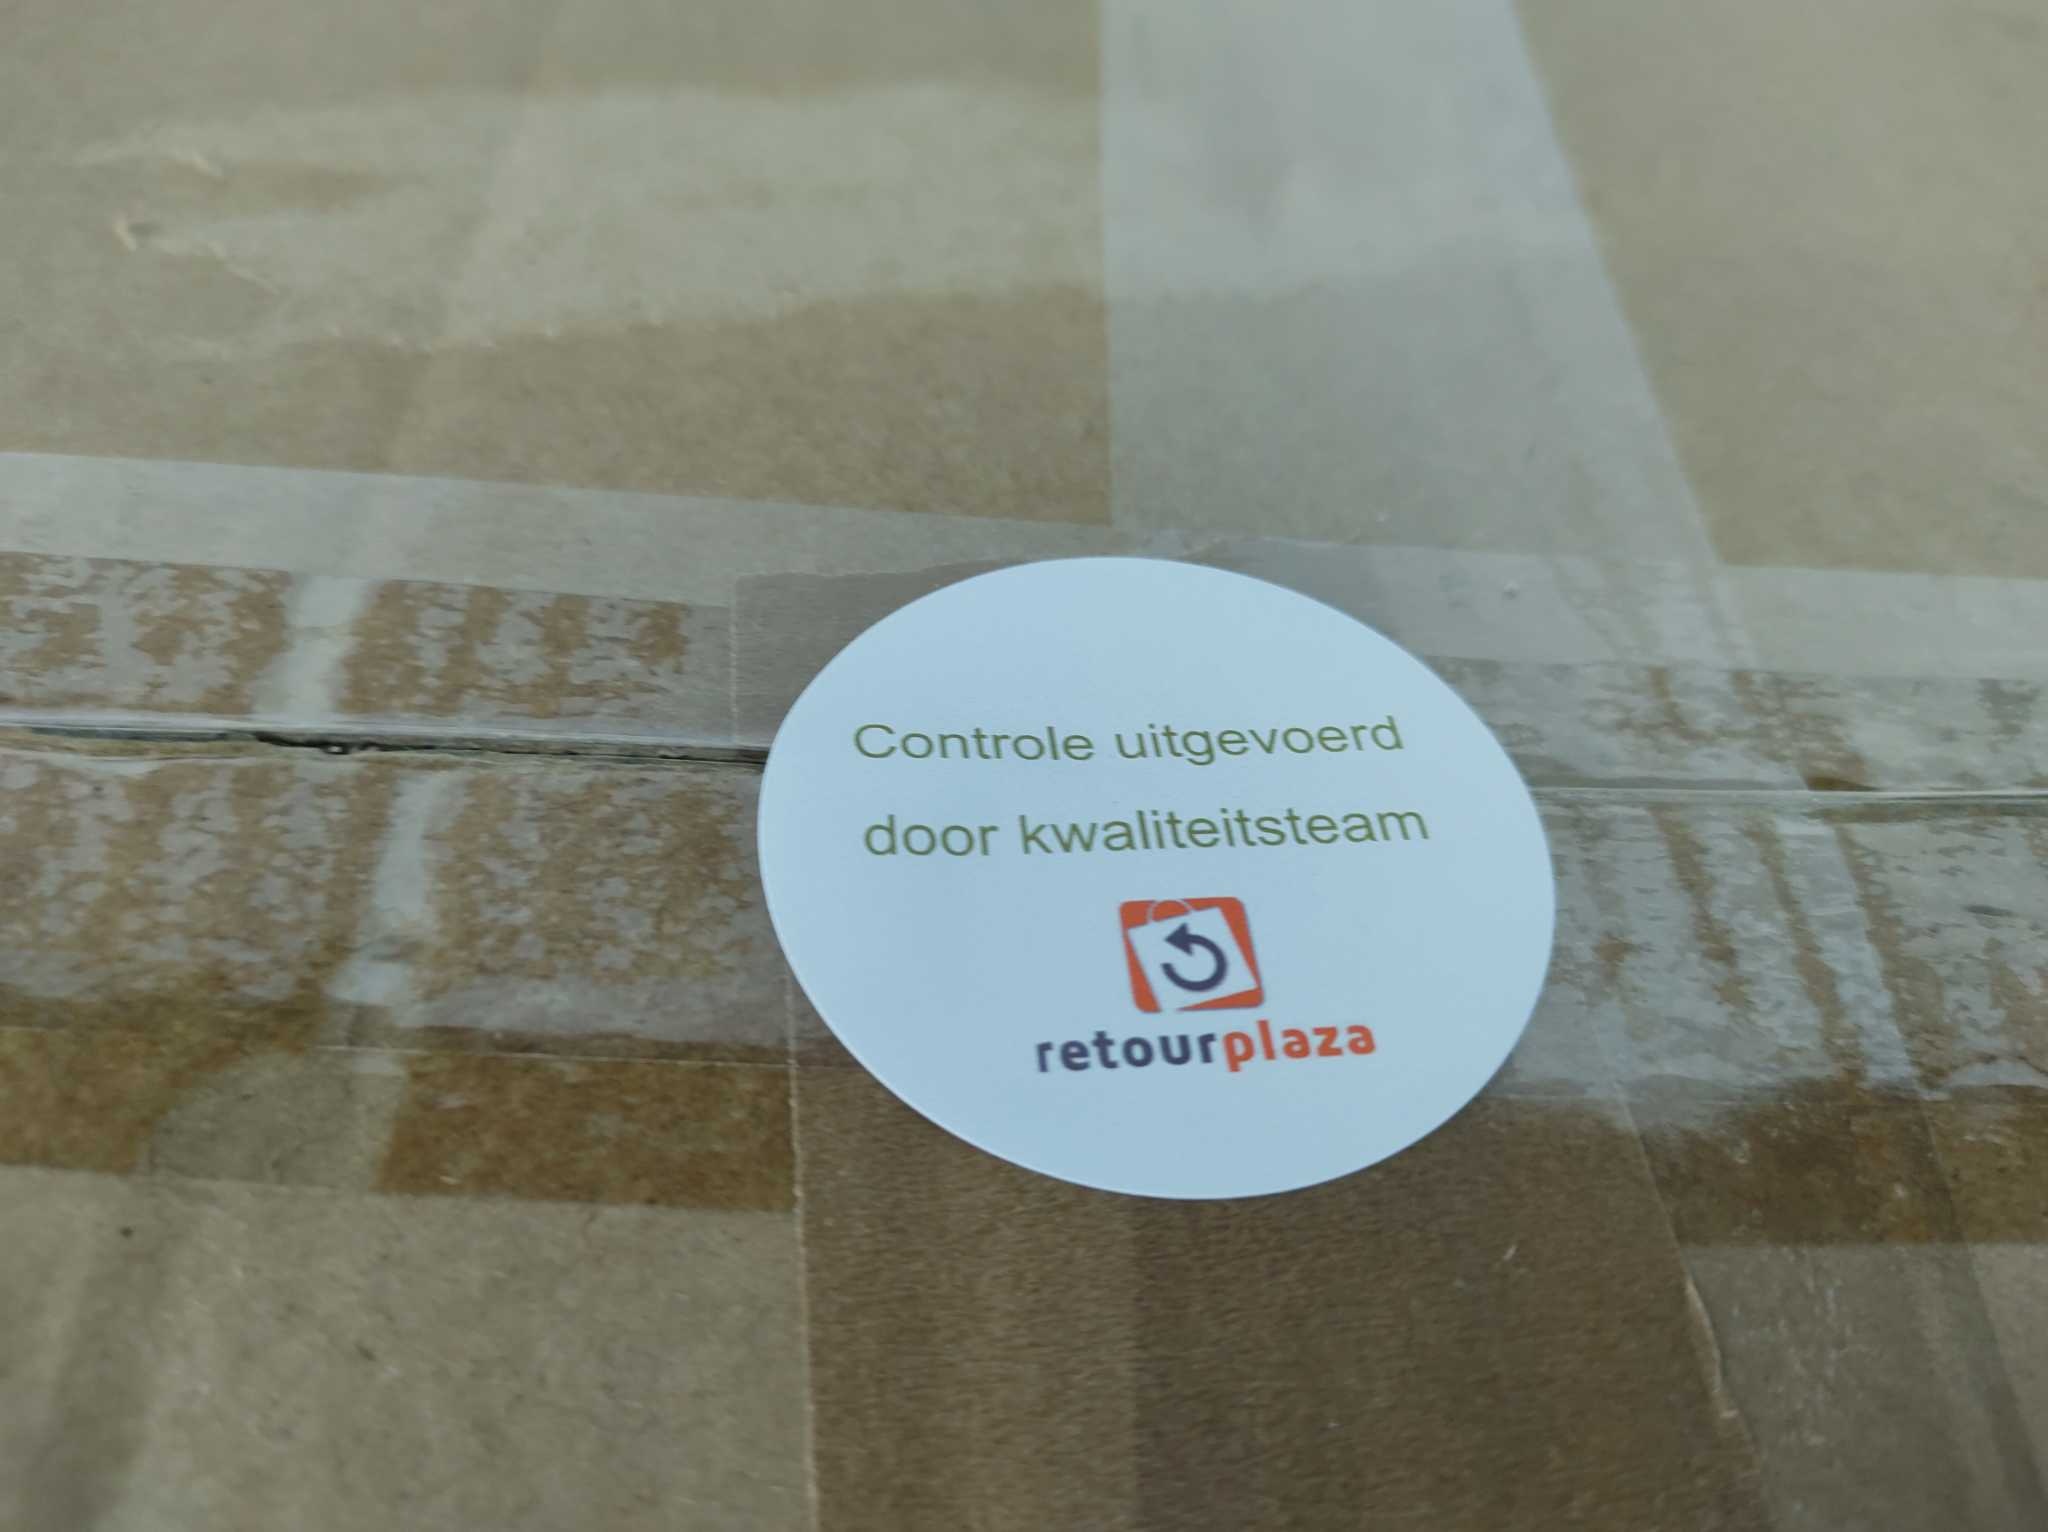 Controle uitgevoerd
door kwaliteitsteam
retourplaza